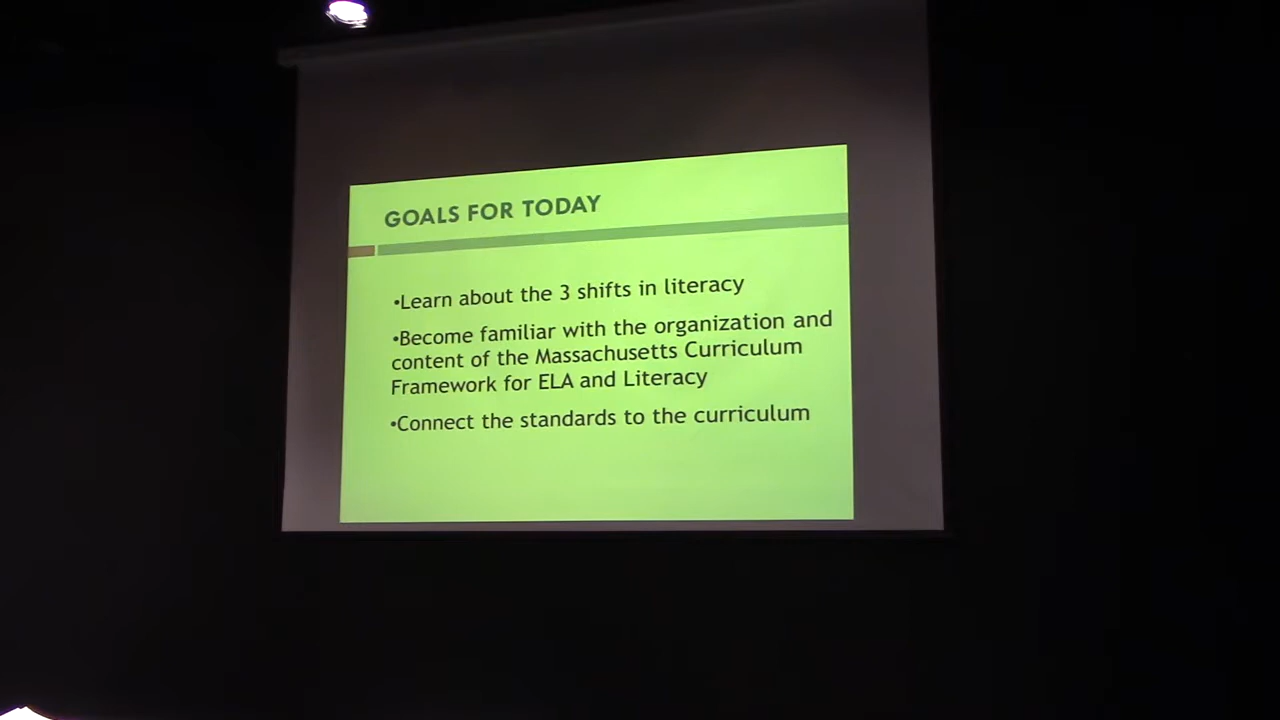 GOALS FOR TODAY
•Learn about the 3 shifts in literacy
•Become familiar with the organization and
content of the Massachusetts Curriculum
Framework for ELA and Literacy
•Connect the standards to the curriculum